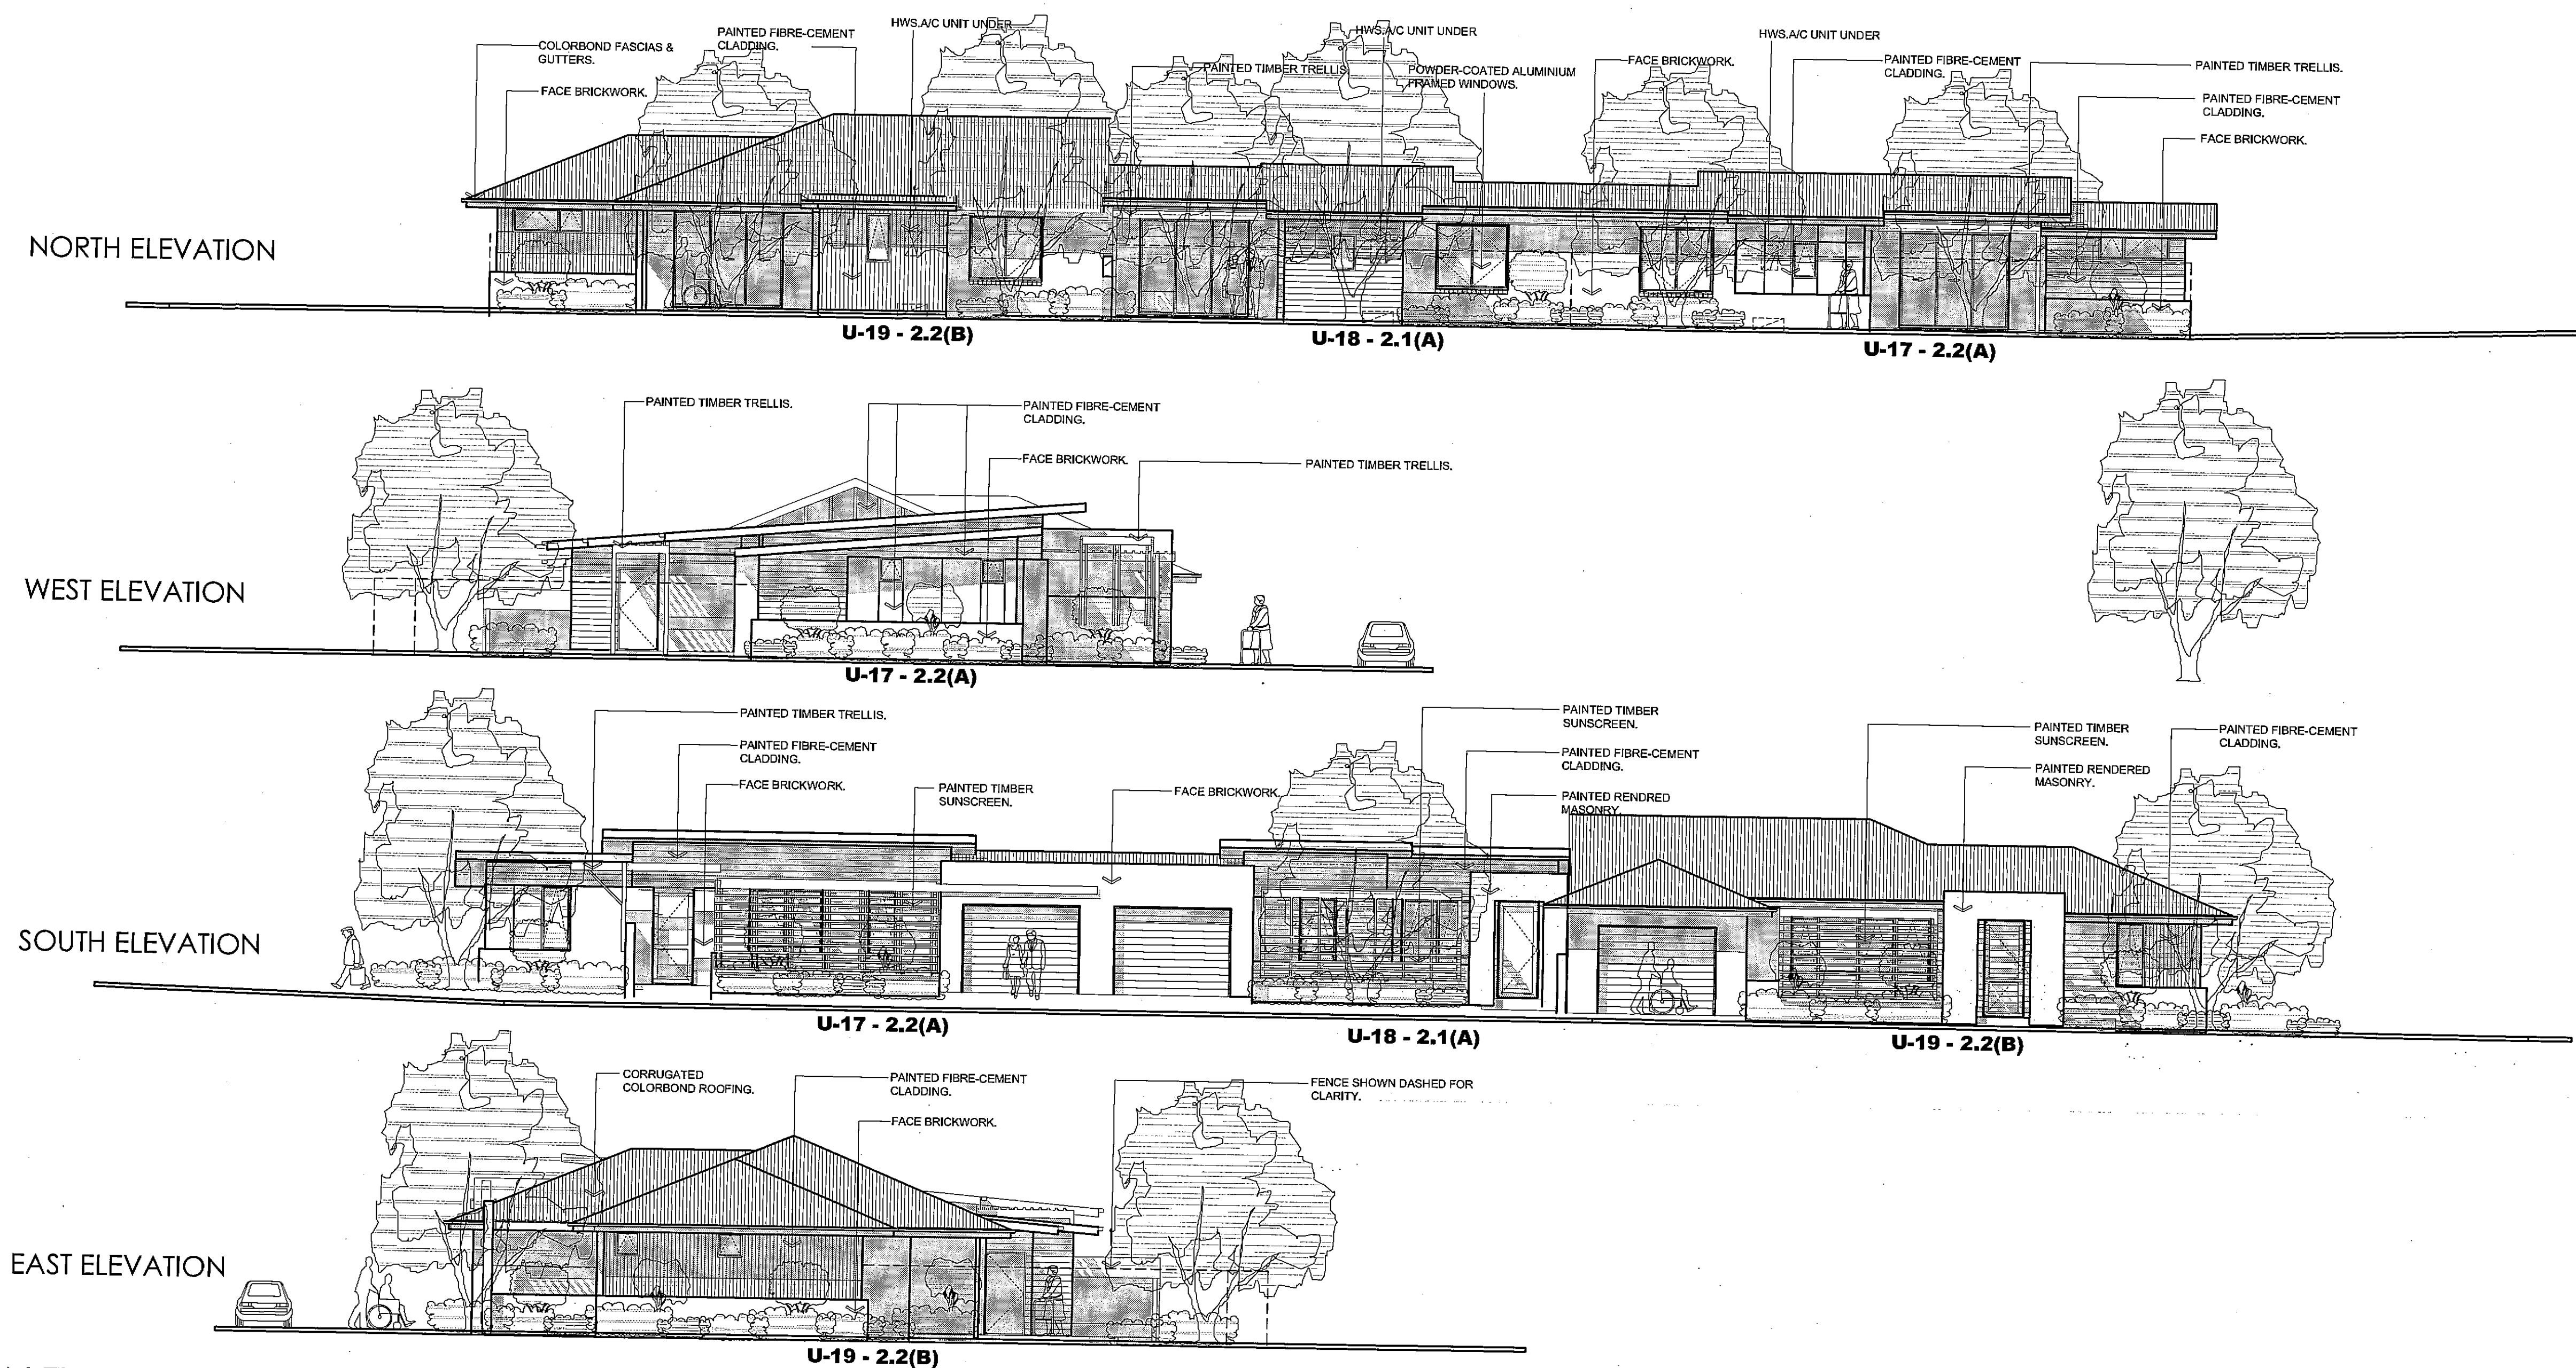 HWS.A/C UNIT UNDER
PAINTED FIBRE-CEMENT
CLADDING.
COLORBOND FASCIAS &
GUTTERS.
FACE BRICKWORK.
HWS.A/C UNIT UNDER
PAINTED TIMBER TRELLIS
POWDER-COATED ALUMINIUM
FRAMED WINDOWS.
FACE BRICKWORK.
HWS.A/C UNIT UNDER
PAINTED FIBRE-CEMENT
CLADDING.
PAINTED TIMBER TRELLIS.
PAINTED FIBRE-CEMENT
CLADDING.
FACE BRICKWORK.
NORTH ELEVATION
U-19 - 2.2(B)
U-18 - 2.1(A)
U-17 - 2.2(A)
PAINTED TIMBER TRELLIS.
PAINTED FIBRE-CEMENT
CLADDING.
FACE BRICKWORK.
PAINTED TIMBER TRELLIS.
WEST ELEVATION
U-17 - 2.2(A)
PAINTED TIMBER TRELLIS.
PAINTED FIBRE-CEMENT
CLADDING.
FACE BRICKWORK.
PAINTED TIMBER
SUNSCREEN.
FACE BRICKWORK.
PAINTED TIMBER
SUNSCREEN.
PAINTED FIBRE-CEMENT
CLADDING.
PAINTED RENDRED
MASONRY.
PAINTED TIMBER
SUNSCREEN.
PAINTED RENDERED
MASONRY.
PAINTED FIBRE-CEMENT
CLADDING.
SOUTH ELEVATION
U-17 - 2.2(A)
U-18 - 2.1(A)
U-19 - 2.2(B)
CORRUGATED
COLORBOND ROOFING.
PAINTED FIBRE-CEMENT
CLADDING.
FACE BRICKWORK.
FENCE SHOWN DASHED FOR
CLARITY.
EAST ELEVATION
U-19 - 2.2(B)